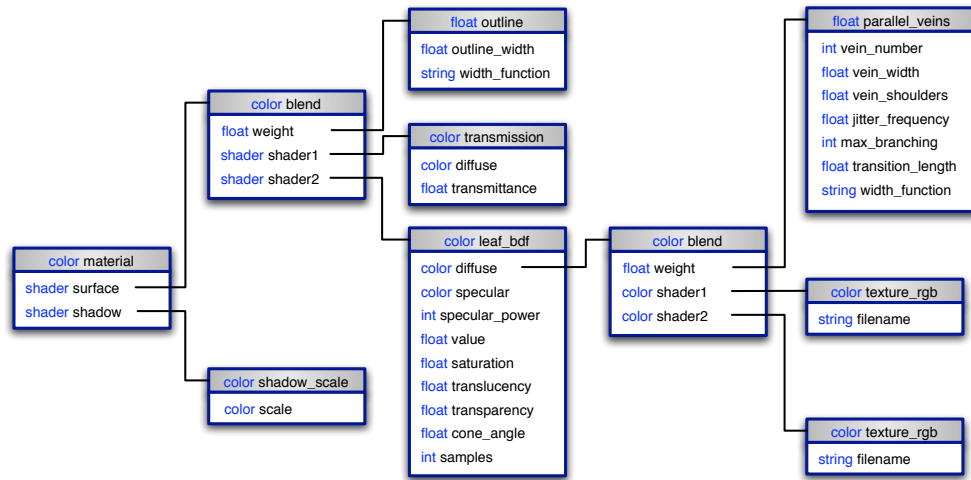 color material
shader surface
shader shadow
color blend
float weight
shader shader1
shader shader2
color shadow_scale
color scale
float outline
float outline_width
string width_function
color transmission
color diffuse
float transmittance
color leaf_bdf
color diffuse
color specular
int specular_power
float value
float saturation
float translucency
float transparency
float cone_angle
int samples
color blend
float weight
color shader1
color shader2
float parallel_veins
int vein_number
float vein_width
float vein_shoulders
float jitter_frequency
int max_branching
float transition_length
string width_function
color texture_rgb
string filename
color texture_rgb
string filename